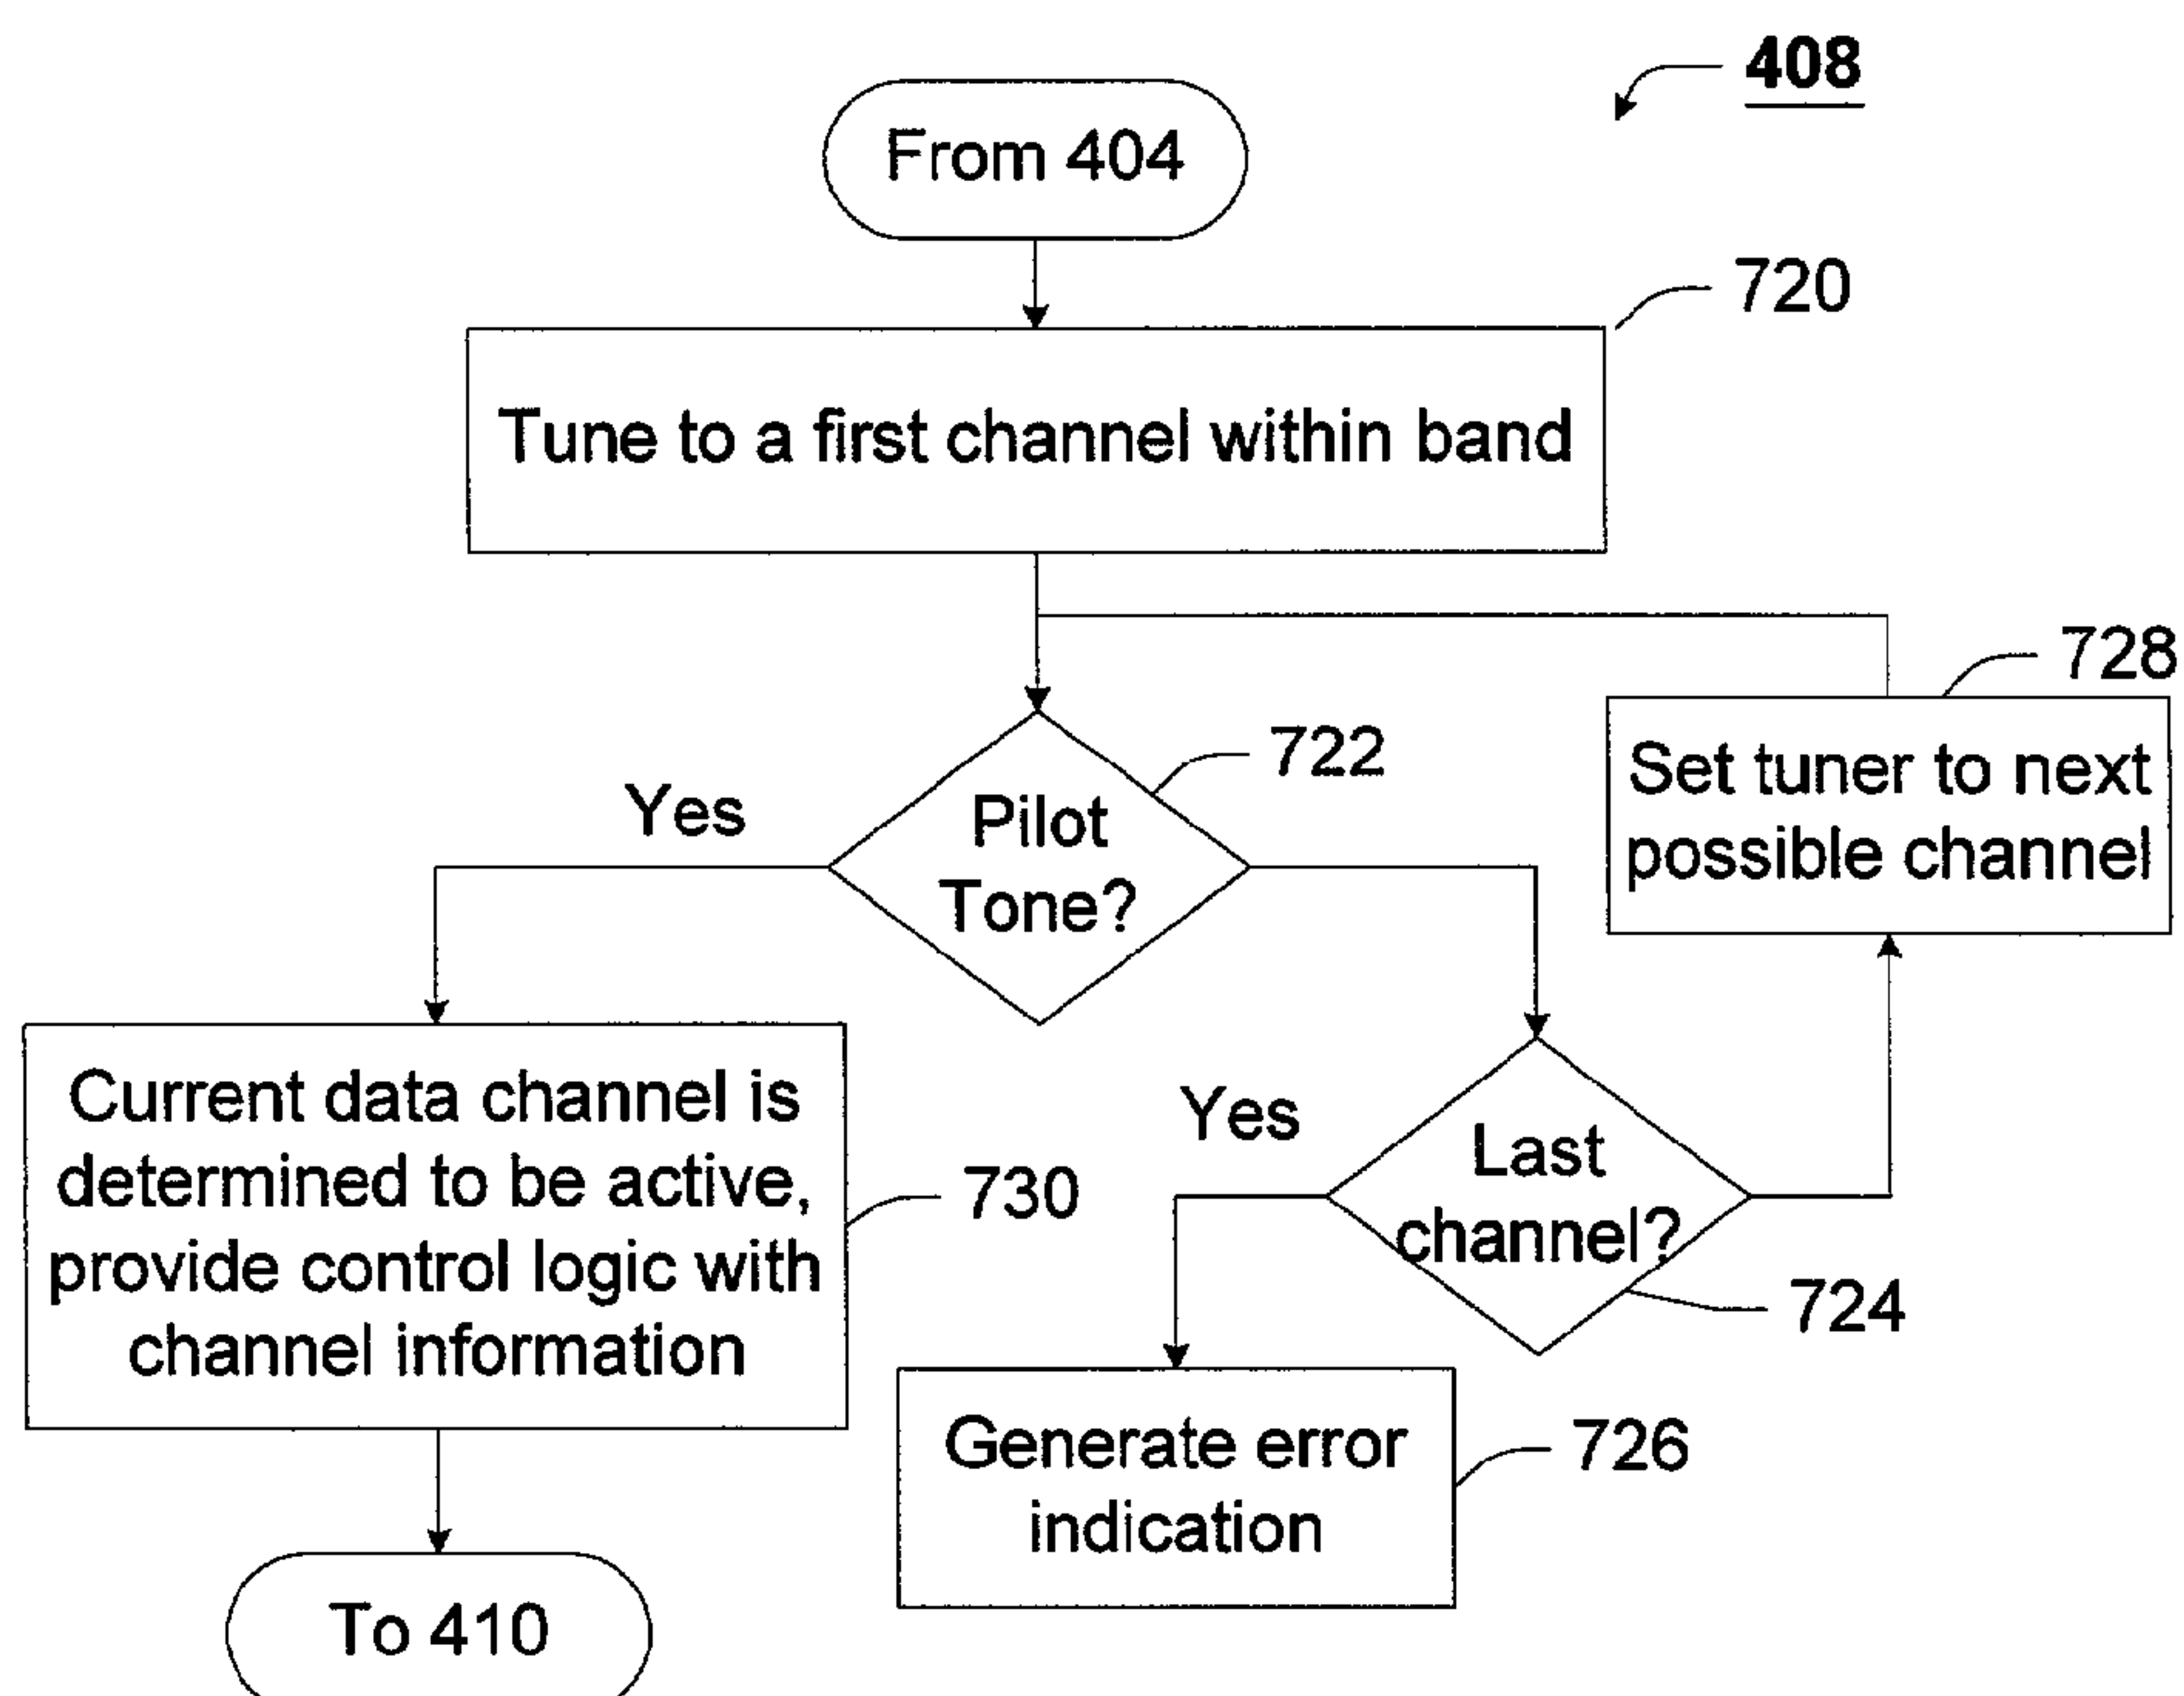 408
From 404
720
Tune to a first channel within band
728
Set tuner to next
possible channel
722
Pilot
Tone?
Yes
Current data channel is
determined to be active,
provide control logic with
channel information
730
Yes
Last
channel?
724
Generate error
indication
726
To 410